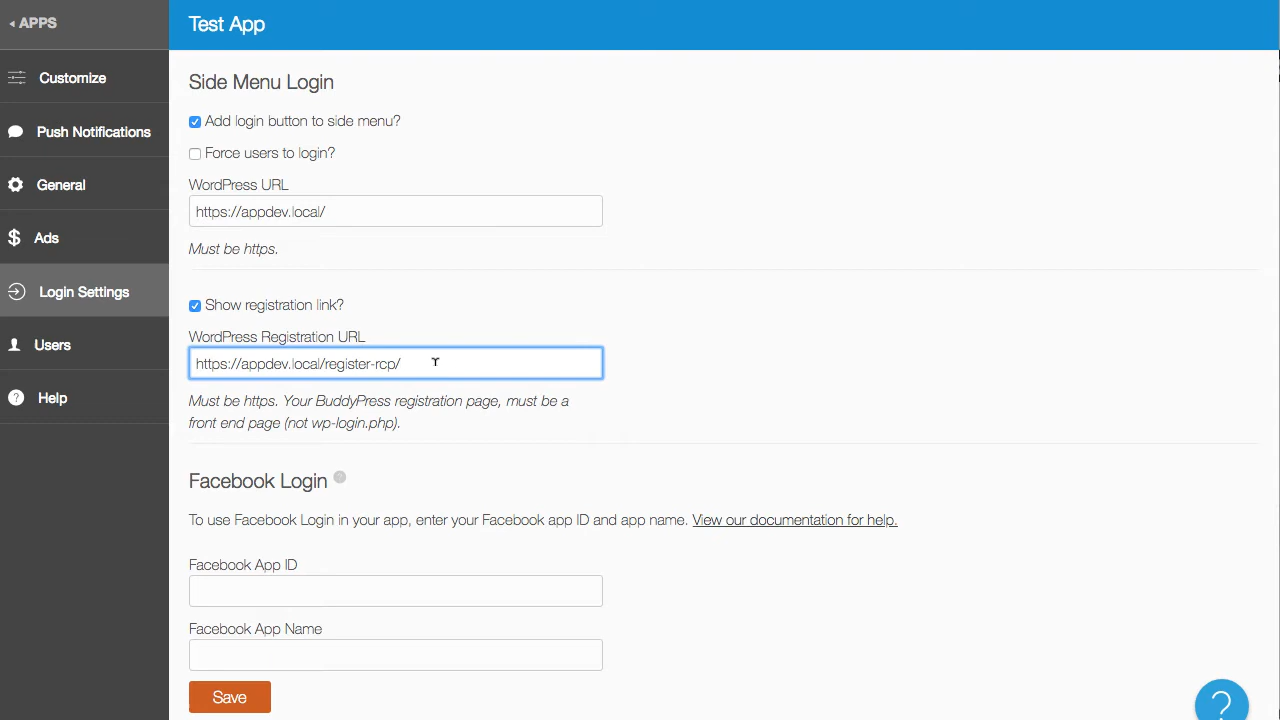 APPS
Test App
Customize
Push Notifications
General
Ads
Login Settings
Users
Help
Side Menu Login
Add login button to side menu?
Force users to login?
WordPress URL
https://appdev.local/
Must be https.
Show registration link?
WordPress Registration URL
https://appdev.local/register-rcp/
Must be https. Your BuddyPress registration page, must be a
front end page (not wp-login.php).
Facebook Login
To use Facebook Login in your app, enter your Facebook app ID and app name. View our documentation for help.
Facebook App ID
Facebook App Name
Save